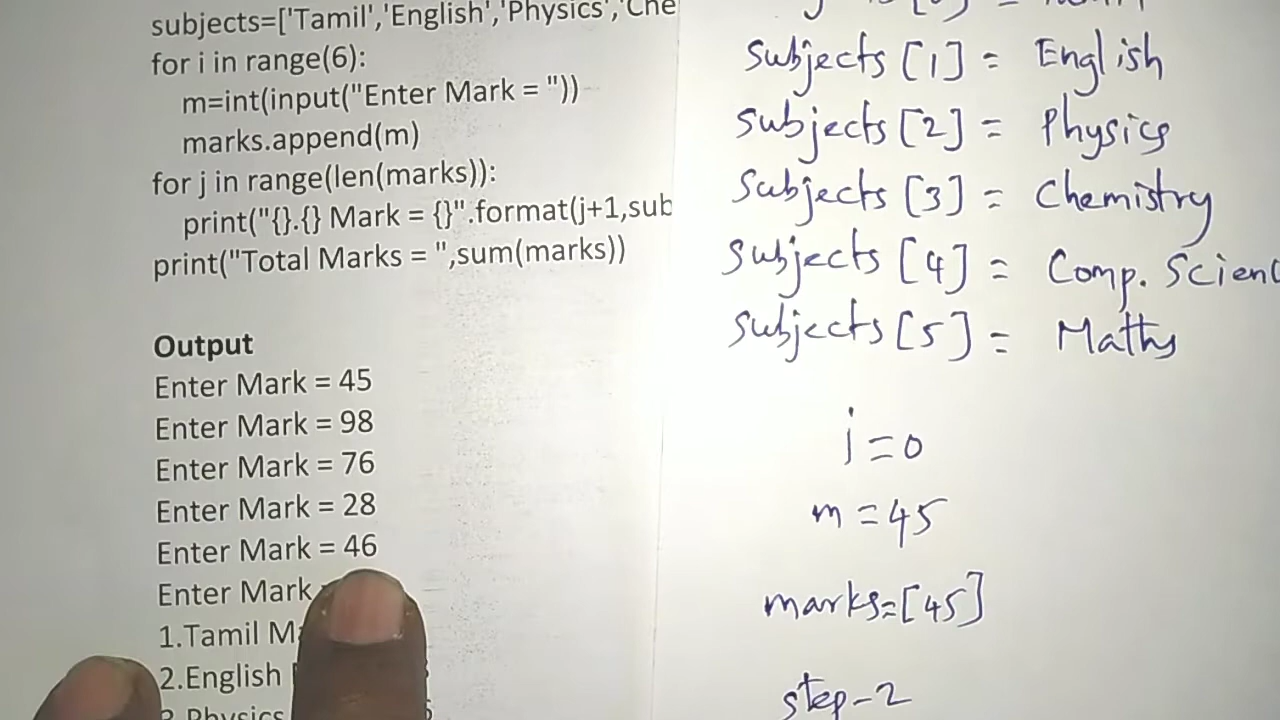 subjects=['Tamil','English','Physics','Che
for i in range(6):
m=int(input("Enter Mark = "))
marks.append(m)
for j in range(len(marks)):
print("{}.{} Mark = {}".format(j+1,sub
print("Total Marks = ",sum(marks))
Output
Enter Mark = 45
Enter Mark = 98
Enter Mark = 76
Enter Mark = 28
Enter Mark = 46
Enter Mark
1.Tamil
2.English
Physics
Subjects [1] = English
Subjects [2] = Physics
Subjects [3] = Chemistry
Subjects [4] = Comp. Scienc
Subjects [5] = Maths
i = 0
m = 45
marks=[45]
step-2